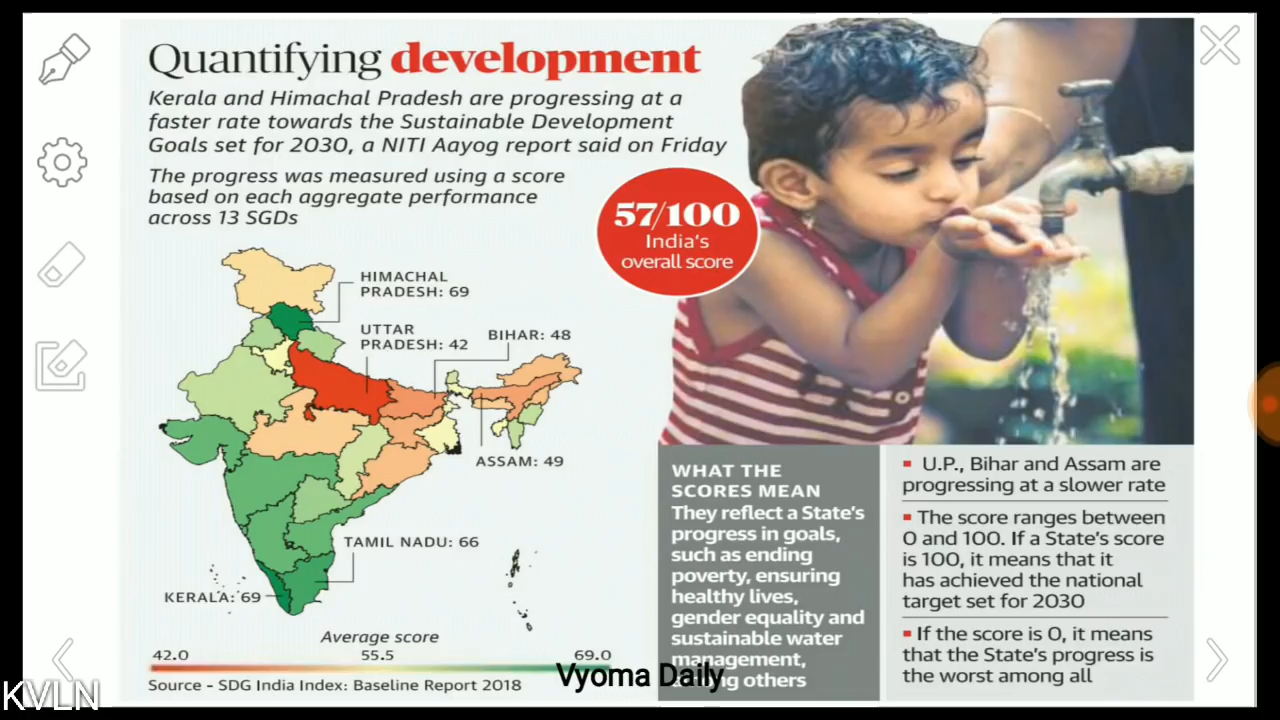 Quantifying development
Kerala and Himachal Pradesh are progressing at a
faster rate towards the Sustainable Development
Goals set for 2030, a NITI Aayog report said on Friday
The progress was measured using a score
based on each aggregate performance
across 13 SGDs
57/100
India's
overall score
HIMACHAL
PRADESH: 69
UTTAR
PRADESH: 42
BIHAR: 48
ASSAM: 49
TAMIL NADU: 66
KERALA: 69
Average score
42.0 55.5 69.0
Source - SDG India Index: Baseline Report 2018
WHAT THE
SCORES MEAN
They reflect a State's
progress in goals,
such as ending
poverty, ensuring
healthy lives,
gender equality and
sustainable water
management,
among others
U.P., Bihar and Assam are
progressing at a slower rate
The score ranges between
0 and 100. If a State's score
is 100, it means that it
has achieved the national
target set for 2030
If the score is 0, it means
that the State's progress is
the worst among all
Vyoma Daily
KVLN